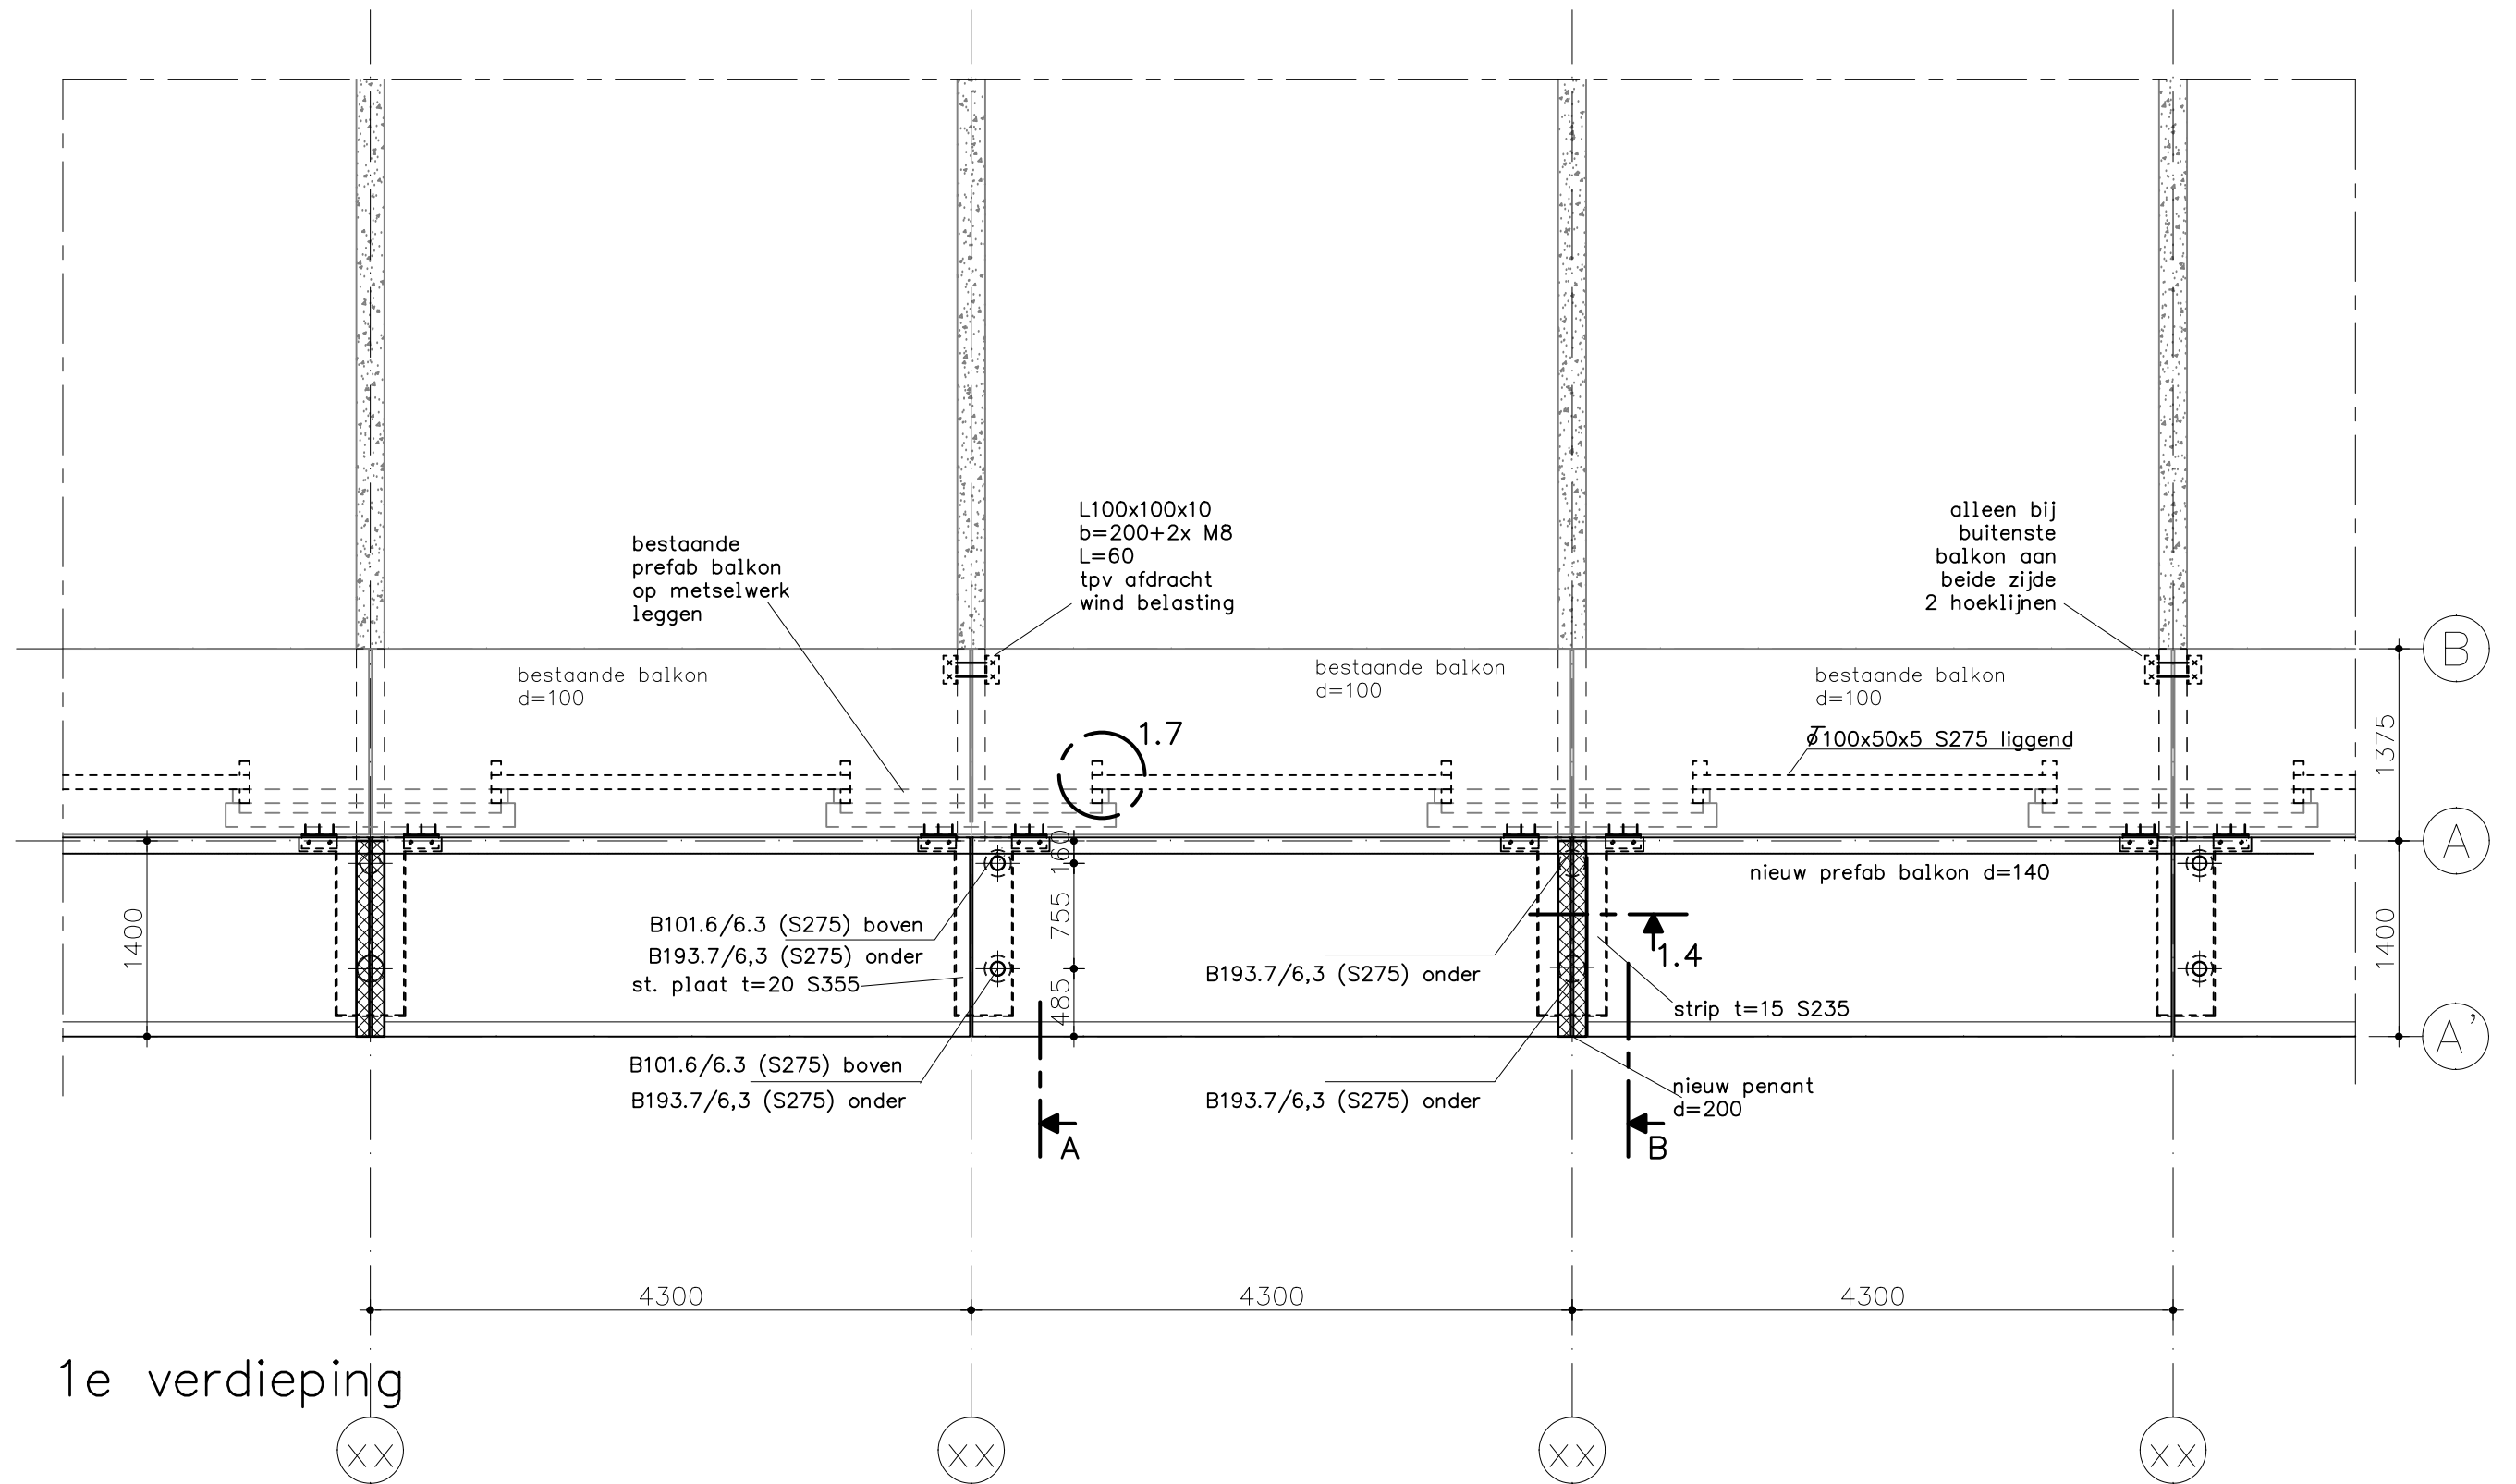 L100x100x10
b=200+2x M8
L=60
tpv afdracht
wind belasting
alleen bij
buitenste
balkon aan
beide zijde
2 hoeklijnen
bestaande
prefab balkon
op metselwerk
leggen
B
bestaande balkon
d=100
bestaande balkon
d=100
bestaande balkon
d=100
1.7
100x50x5 S275 liggend
1375
A
160
nieuw prefab balkon d=140
1400
B101.6/6.3 (S275) boven
B193.7/6,3 (S275) onder
st. plaat t=20 S355
755
B193.7/6,3 (S275) onder
1.4
1400
485
strip t=15 S235
A'
B101.6/6.3 (S275) boven
B193.7/6,3 (S275) onder
B193.7/6,3 (S275) onder
nieuw penant
d=200
A
B
4300
4300
4300
1e verdieping
XX
XX
XX
XX